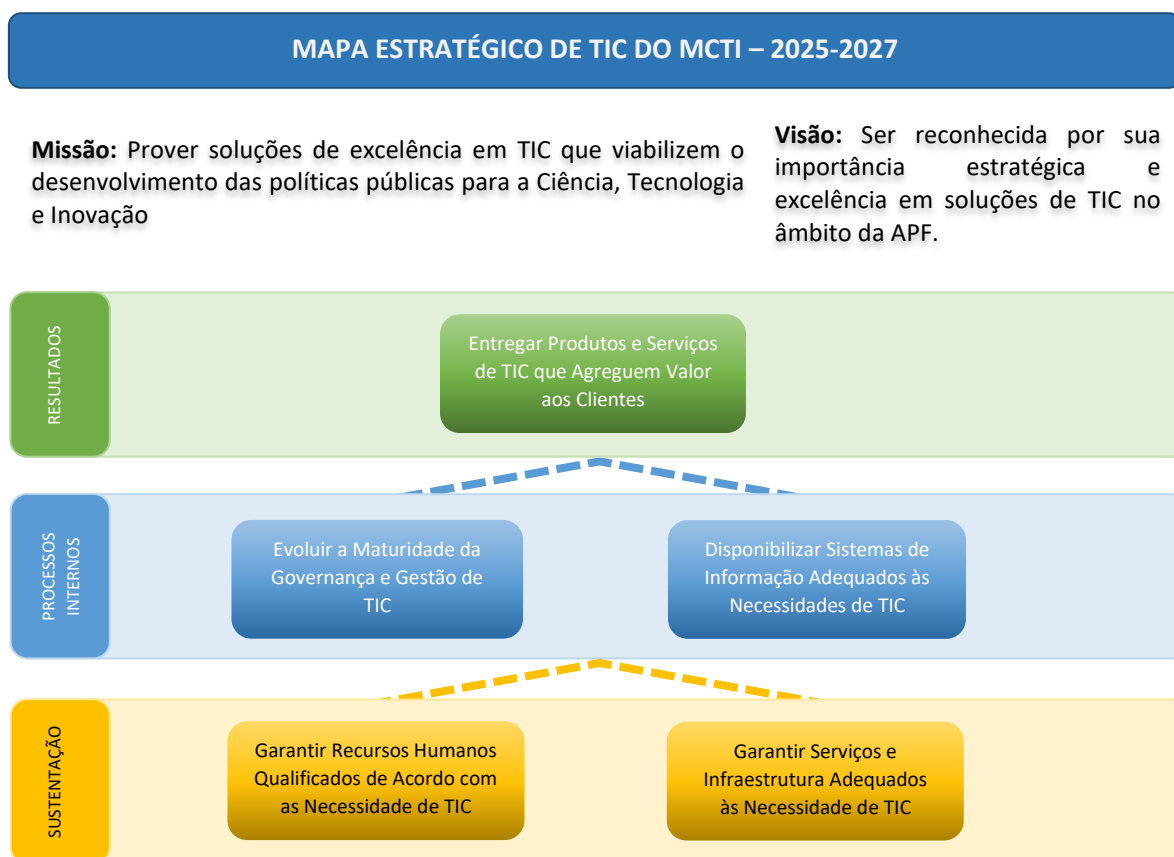 MAPA ESTRATÉGICO DE TIC DO MCTI – 2025-2027
Missão: Prover soluções de excelência em TIC que viabilizem o
desenvolvimento das políticas públicas para a Ciência, Tecnologia
e Inovação
Visão: Ser reconhecida por sua
importância estratégica e
excelência em soluções de TIC no
âmbito da APF.
RESULTADOS
Entregar Produtos e Serviços
de TIC que Agreguem Valor
aos Clientes
PROCESSOS
INTERNOS
Evoluir a Maturidade da
Governança e Gestão de
TIC
Disponibilizar Sistemas de
Informação Adequados às
Necessidades de TIC
SUSTENTAÇÃO
Garantir Recursos Humanos
Qualificados de Acordo com
as Necessidade de TIC
Garantir Serviços e
Infraestrutura Adequados
às Necessidade de TIC